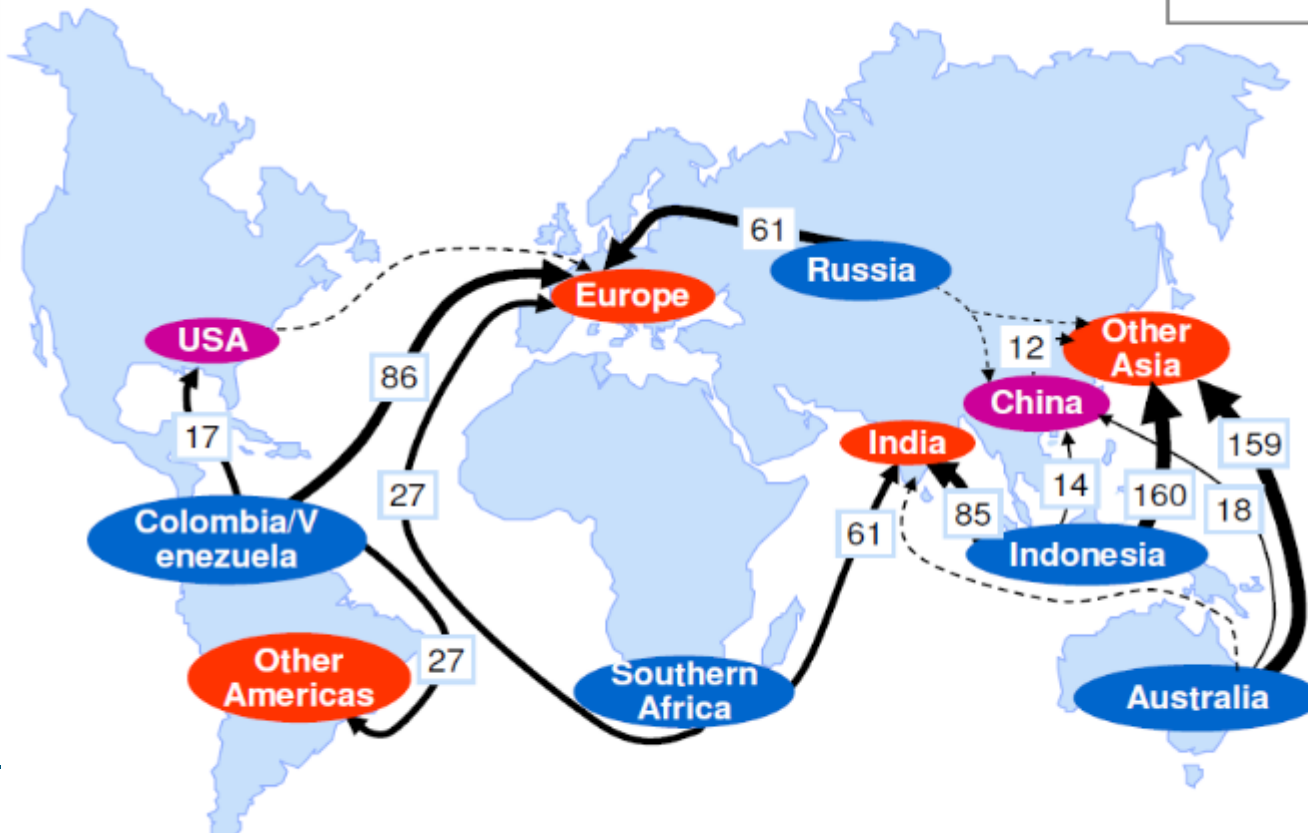 61
Russia
Europe
USA
Other
Asia
12
86
China
17
India
159
27
14
160
18
85
61
Colombia/V
enezuela
Indonesia
27
Other
Americas
Southern
Africa
Australia